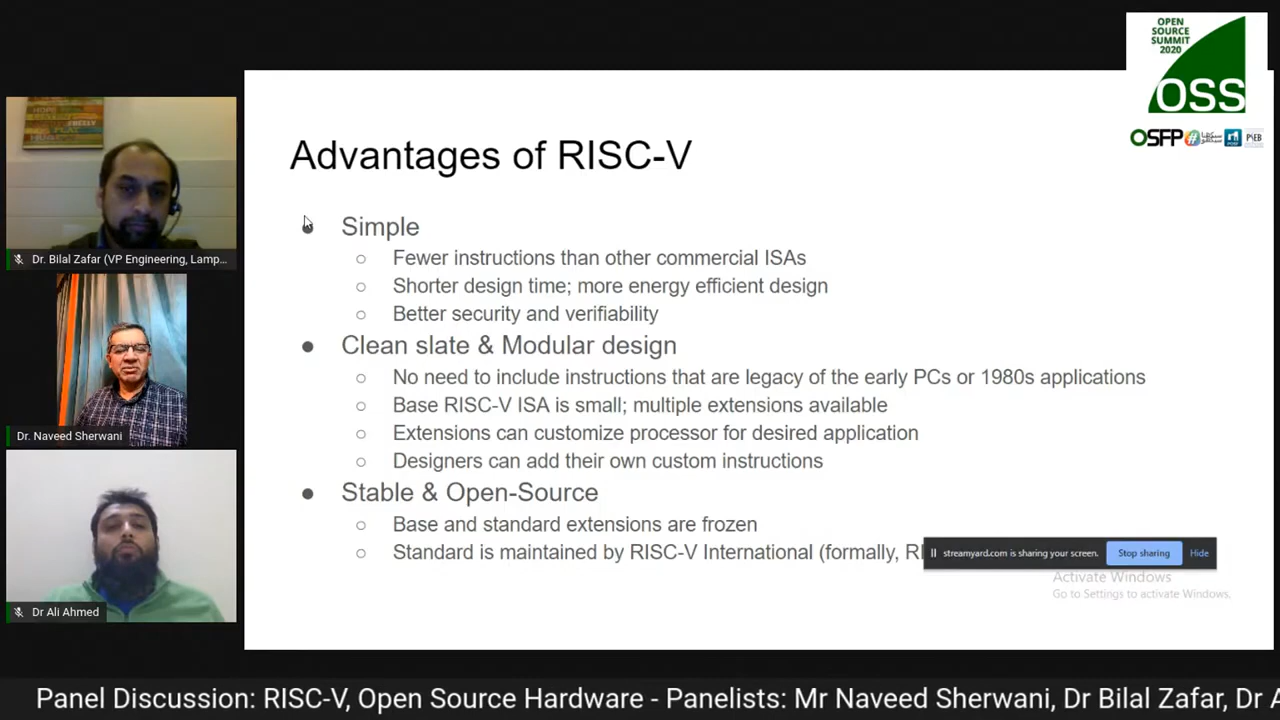 OPEN
SOURCE
SUMMIT
2020
OSS
OSFP
Advantages of RISC-V
Simple
Fewer instructions than other commercial ISAs
Shorter design time; more energy efficient design
Better security and verifiability
Clean slate & Modular design
No need to include instructions that are legacy of the early PCs or 1980s applications
Base RISC-V ISA is small; multiple extensions available
Extensions can customize processor for desired application
Designers can add their own custom instructions
Stable & Open-Source
Base and standard extensions are frozen
Standard is maintained by RISC-V International (formally, RI
streamyard.com is sharing your screen. Stop sharing Hide
Activate Windows
Go to Settings to activate Windows.
Dr. Bilal Zafar (VP Engineering, Lamp...
Dr. Naveed Sherwani
Dr Ali Ahmed
Panel Discussion: RISC-V, Open Source Hardware - Panelists: Mr Naveed Sherwani, Dr Bilal Zafar, Dr A